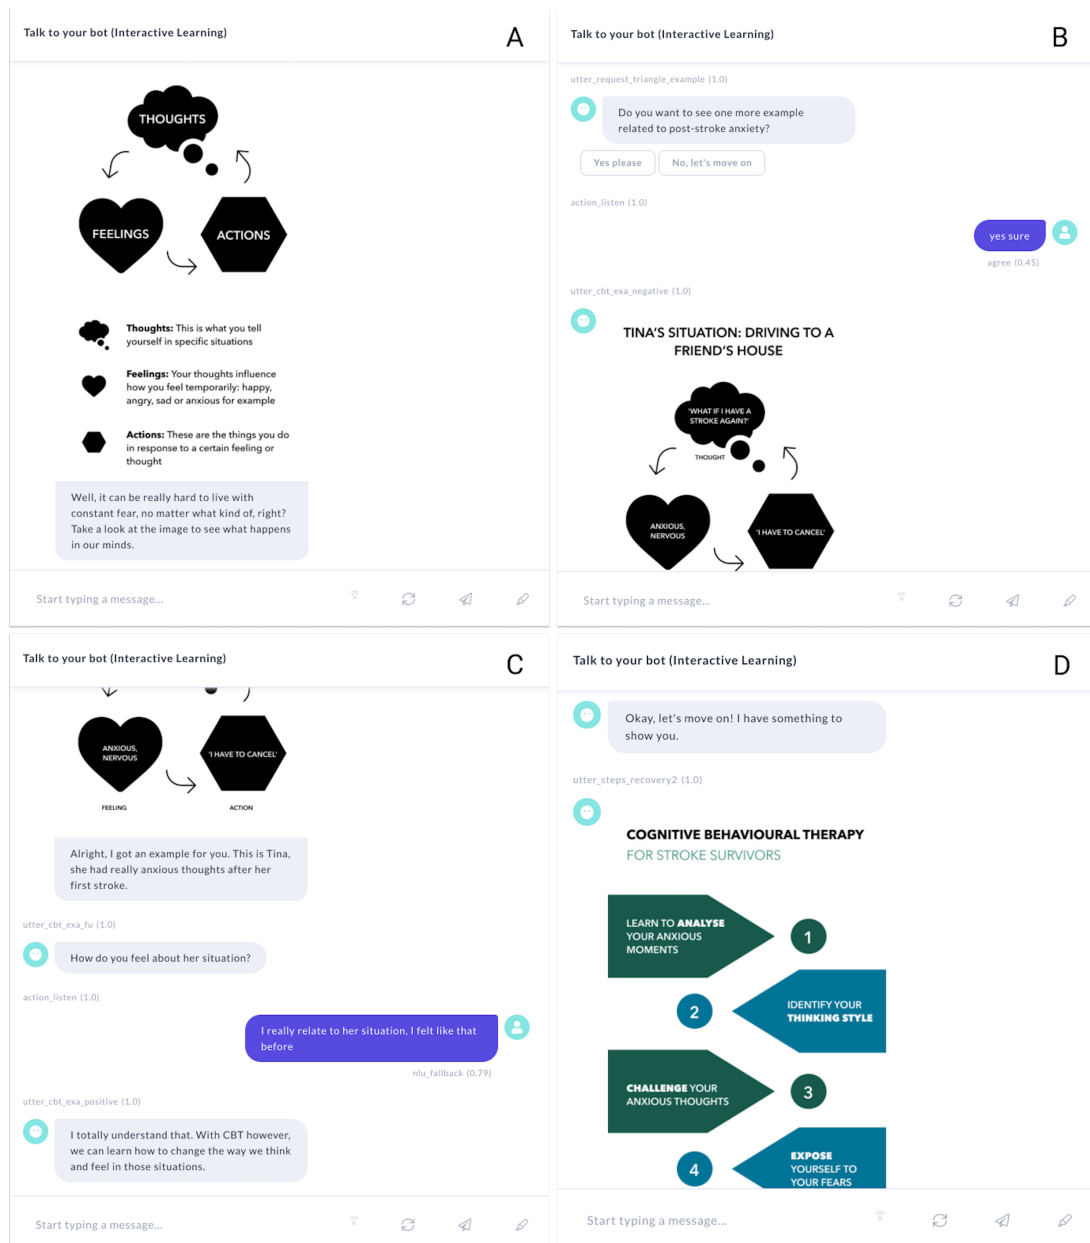 Talk to your bot (Interactive Learning)
A
THOUGHTS
FEELINGS
ACTIONS
Thoughts: This is what you tell
yourself in specific situations
Feelings: Your thoughts influence
how you feel temporarily: happy,
angry, sad or anxious for example
Actions: These are the things you do
in response to a certain feeling or
thought
Well, it can be really hard to live with
constant fear, no matter what kind of, right?
Take a look at the image to see what happens
in our minds.
Start typing a message...
Talk to your bot (Interactive Learning)
B
utter_request_triangle_example (1.0)
Do you want to see one more example
related to post-stroke anxiety?
Yes please
No, let's move on
action_listen (1.0)
yes sure
agree (0.45)
utter_cbt_exa_negative (1.0)
TINA'S SITUATION: DRIVING TO A
FRIEND'S HOUSE
'WHAT IF I HAVE A
STROKE AGAIN?'
THOUGHT
ANXIOUS,
NERVOUS
'I HAVE TO CANCEL'
Start typing a message...
Talk to your bot (Interactive Learning)
C
ANXIOUS,
NERVOUS
'I HAVE TO CANCEL'
FEELING
ACTION
Alright, I got an example for you. This is Tina,
she had really anxious thoughts after her
first stroke.
utter_cbt_exa_fu (1.0)
How do you feel about her situation?
action_listen (1.0)
I really relate to her situation, I felt like that
before
nlu_fallback (0.79)
utter_cbt_exa_positive (1.0)
I totally understand that. With CBT however,
we can learn how to change the way we think
and feel in those situations.
Start typing a message...
Talk to your bot (Interactive Learning)
D
Okay, let's move on! I have something to
show you.
utter_steps_recovery2 (1.0)
COGNITIVE BEHAVIOURAL THERAPY
FOR STROKE SURVIVORS
LEARN TO ANALYSE
YOUR ANXIOUS
MOMENTS
1
2
IDENTIFY YOUR
THINKING STYLE
CHALLENGE YOUR
ANXIOUS THOUGHTS
3
4
EXPOSE
YOURSELF TO
YOUR FEARS
Start typing a message...